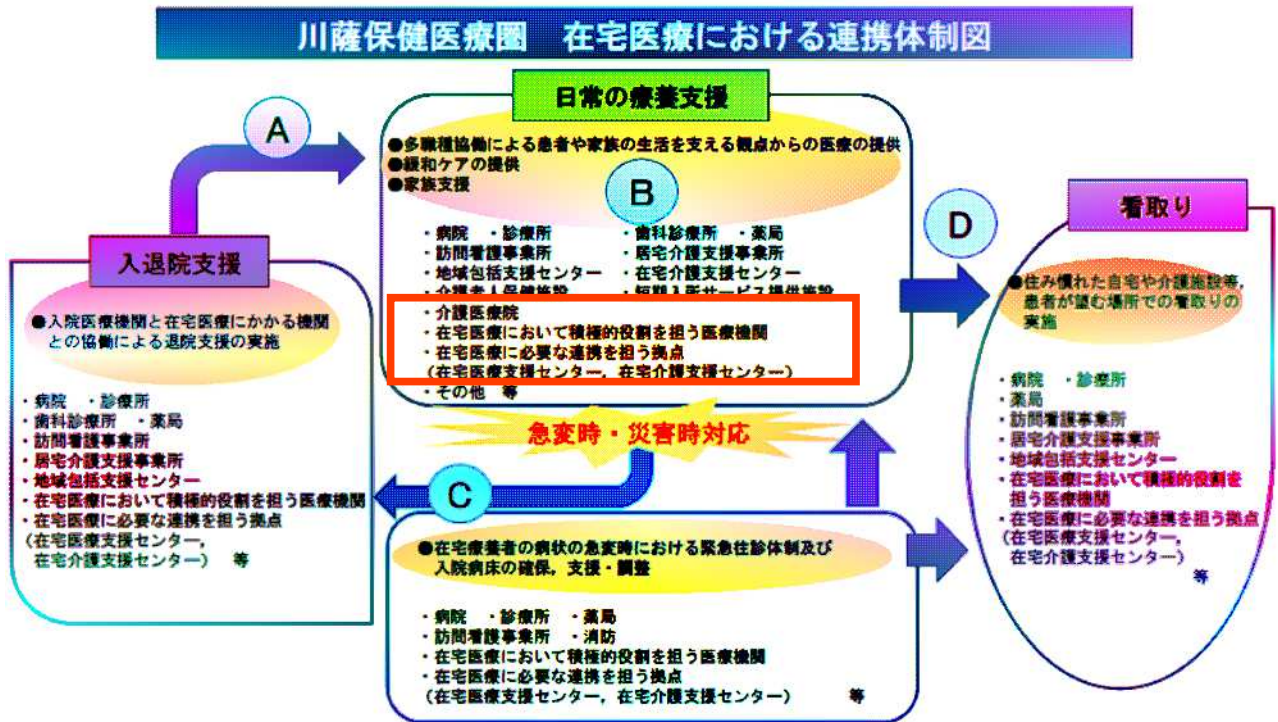 川薩保健医療圏 在宅医療における連携体制図
日常の療養支援
●多職種協働による患者や家族の生活を支える観点からの医療の提供
●緩和ケアの提供
●家族支援
・病院 ・診療所 ・歯科診療所 ・薬局
・訪問看護事業所 ・居宅介護支援事業所
・地域包括支援センター ・在宅介護支援センター
・介護老人保健施設 ・短期入所サービス提供施設
・介護医療院
・在宅医療において積極的役割を担う医療機関
・在宅医療に必要な連携を担う拠点
(在宅医療支援センター,在宅介護支援センター)
・その他 等
A
B
C
D
入退院支援
●入院医療機関と在宅医療にかかる機関
との協働による退院支援の実施
・病院 ・診療所
・歯科診療所 ・薬局
・訪問看護事業所
・居宅介護支援事業所
・地域包括支援センター
・在宅医療において積極的役割を担う医療機関
・在宅医療に必要な連携を担う拠点
(在宅医療支援センター,
在宅介護支援センター) 等
急変時・災害時対応
●在宅療養者の病状の急変時における緊急往診体制及び
入院病床の確保,支援・調整
・病院 ・診療所 ・薬局
・訪問看護事業所 ・消防
・在宅医療において積極的役割を担う医療機関
・在宅医療に必要な連携を担う拠点
(在宅医療支援センター,在宅介護支援センター) 等
看取り
●住み慣れた自宅や介護施設等,
患者が望む場所での看取りの
実施
・病院 ・診療所
・薬局
・訪問看護事業所
・居宅介護支援事業所
・地域包括支援センター
・在宅医療において積極的役割を
担う医療機関
・在宅医療に必要な連携を担う拠点
(在宅医療支援センター,
在宅介護支援センター)
等